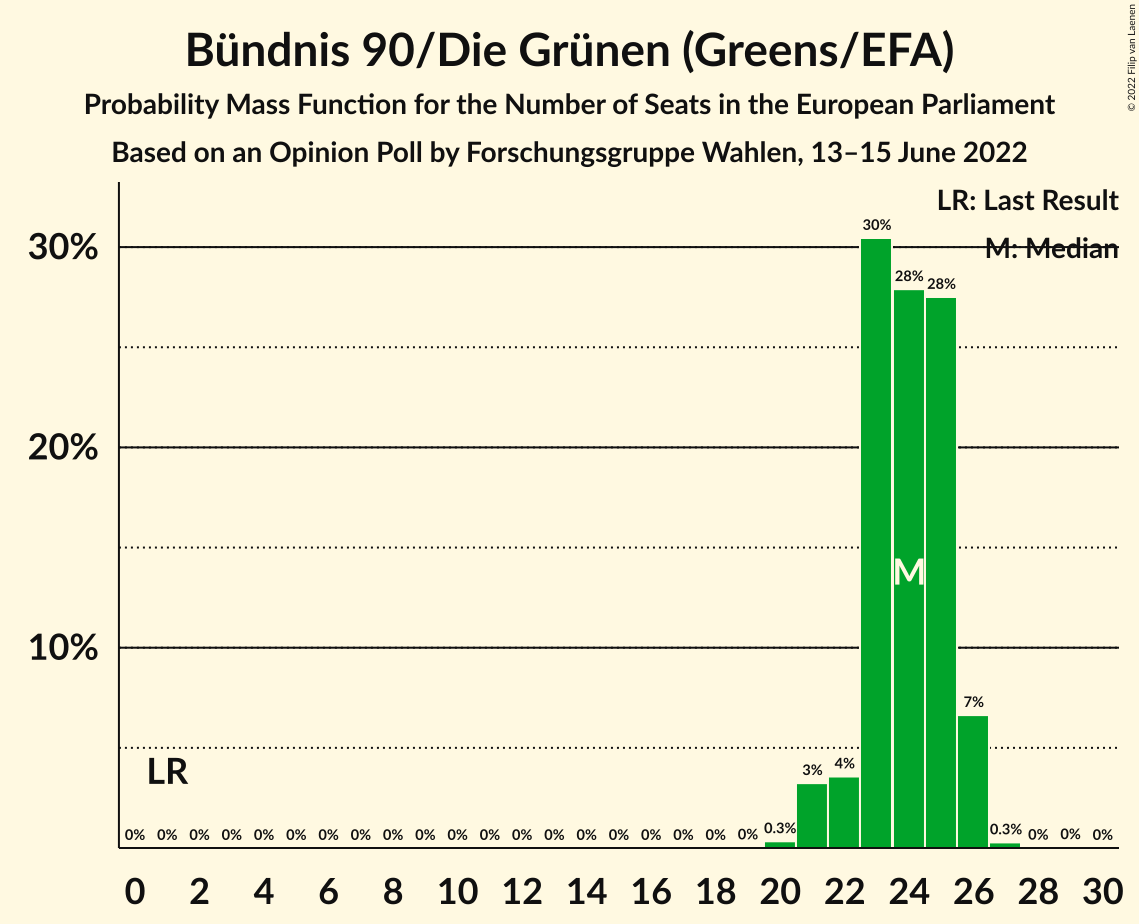 Bündnis 90/Die Grünen (Greens/EFA)
Probability Mass Function for the Number of Seats in the European Parliament
Based on an Opinion Poll by Forschungsgruppe Wahlen, 13–15 June 2022
© 2022 Filip van Laenen
LR: Last Result
M: Median
30%
20%
10%
30%
28%
28%
M
7%
LR
3%
4%
0% 0% 0% 0% 0% 0% 0% 0% 0% 0% 0% 0% 0% 0% 0% 0% 0% 0% 0% 0% 0.3% 0.3% 0% 0% 0%
0 2 4 6 8 10 12 14 16 18 20 22 24 26 28 30